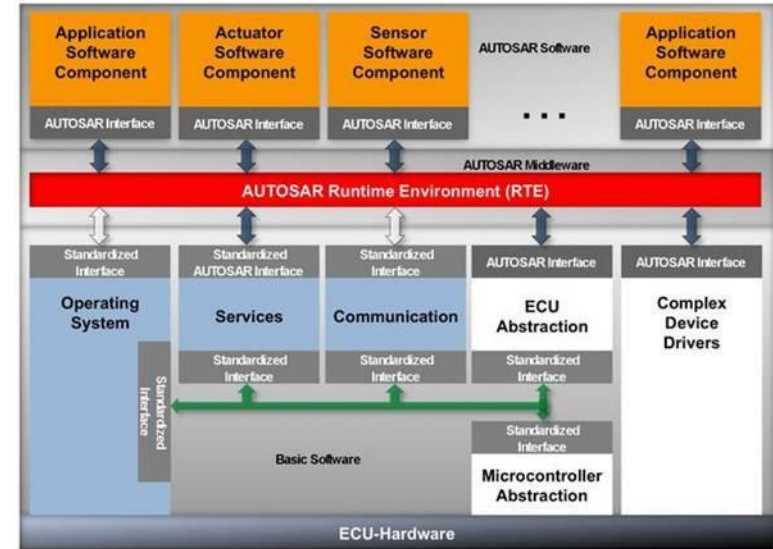 Application
Software
Component
AUTOSAR Interface
Actuator
Software
Component
AUTOSAR Interface
Sensor
Software
Component
AUTOSAR Interface
AUTOSAR Software
...
Application
Software
Component
AUTOSAR Interface
AUTOSAR Middleware
AUTOSAR Runtime Environment (RTE)
Standardized
Interface
Operating
System
Standardized
Interface
Standardized
AUTOSAR Interface
Services
Standardized
Interface
Standardized
Interface
Communication
Standardized
Interface
AUTOSAR Interface
ECU
Abstraction
Standardized
Interface
Standardized
Interface
Microcontroller
Abstraction
AUTOSAR Interface
Complex
Device
Drivers
Basic Software
ECU-Hardware